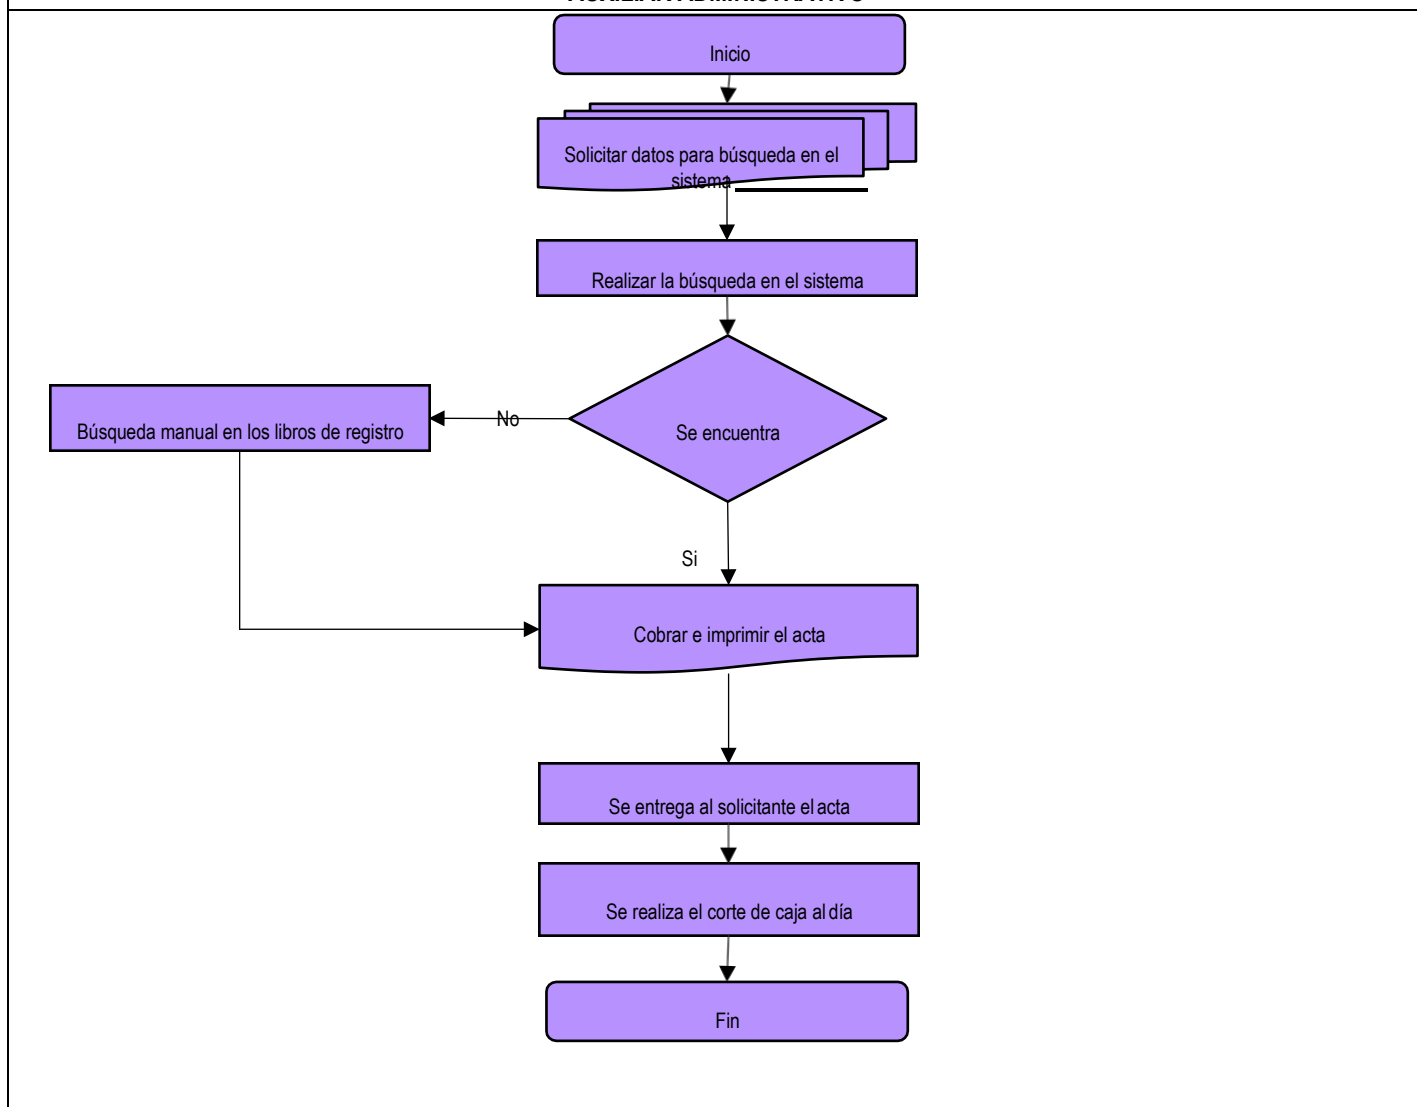 AUXILIAR ADMINISTRATIVO
Inicio
Solicitar datos para búsqueda en el
sistema
Realizar la búsqueda en el sistema
Se encuentra
No
Búsqueda manual en los libros de registro
Si
Cobrar e imprimir el acta
Se entrega al solicitante el acta
Se realiza el corte de caja al día
Fin